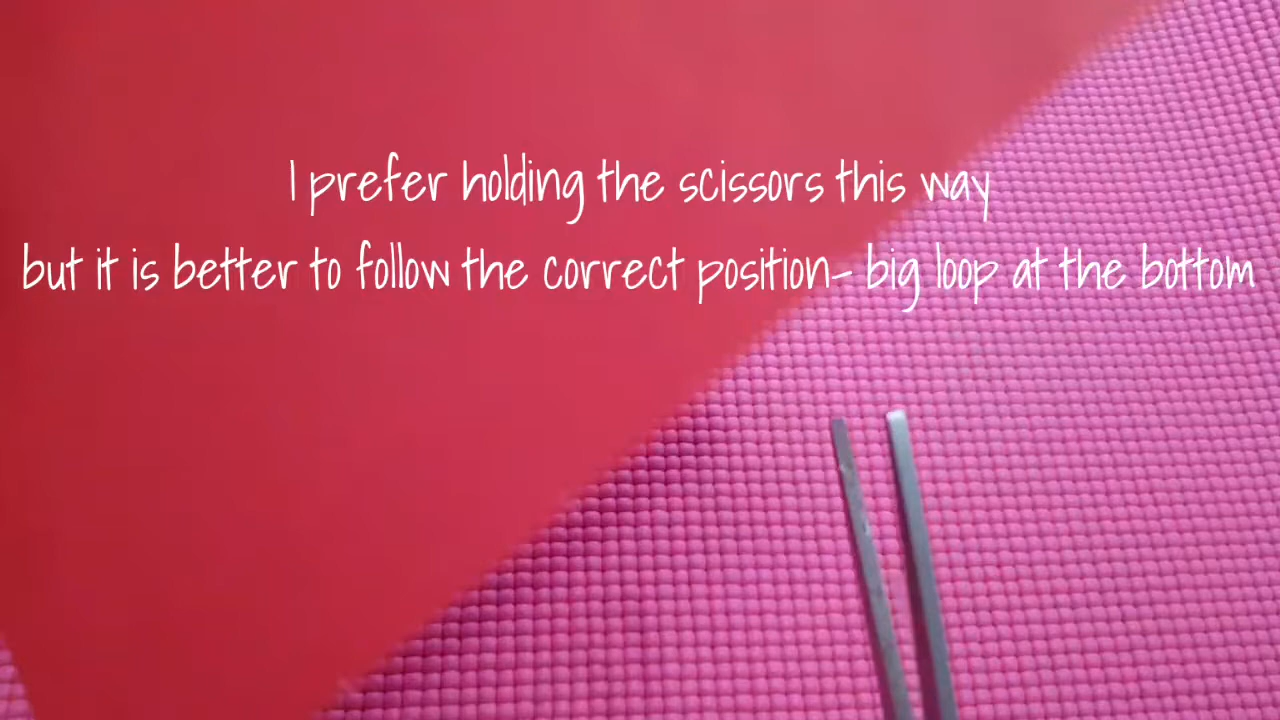 I prefer holding the scissors this way
but it is better to follow the correct position- big loop at the bottom